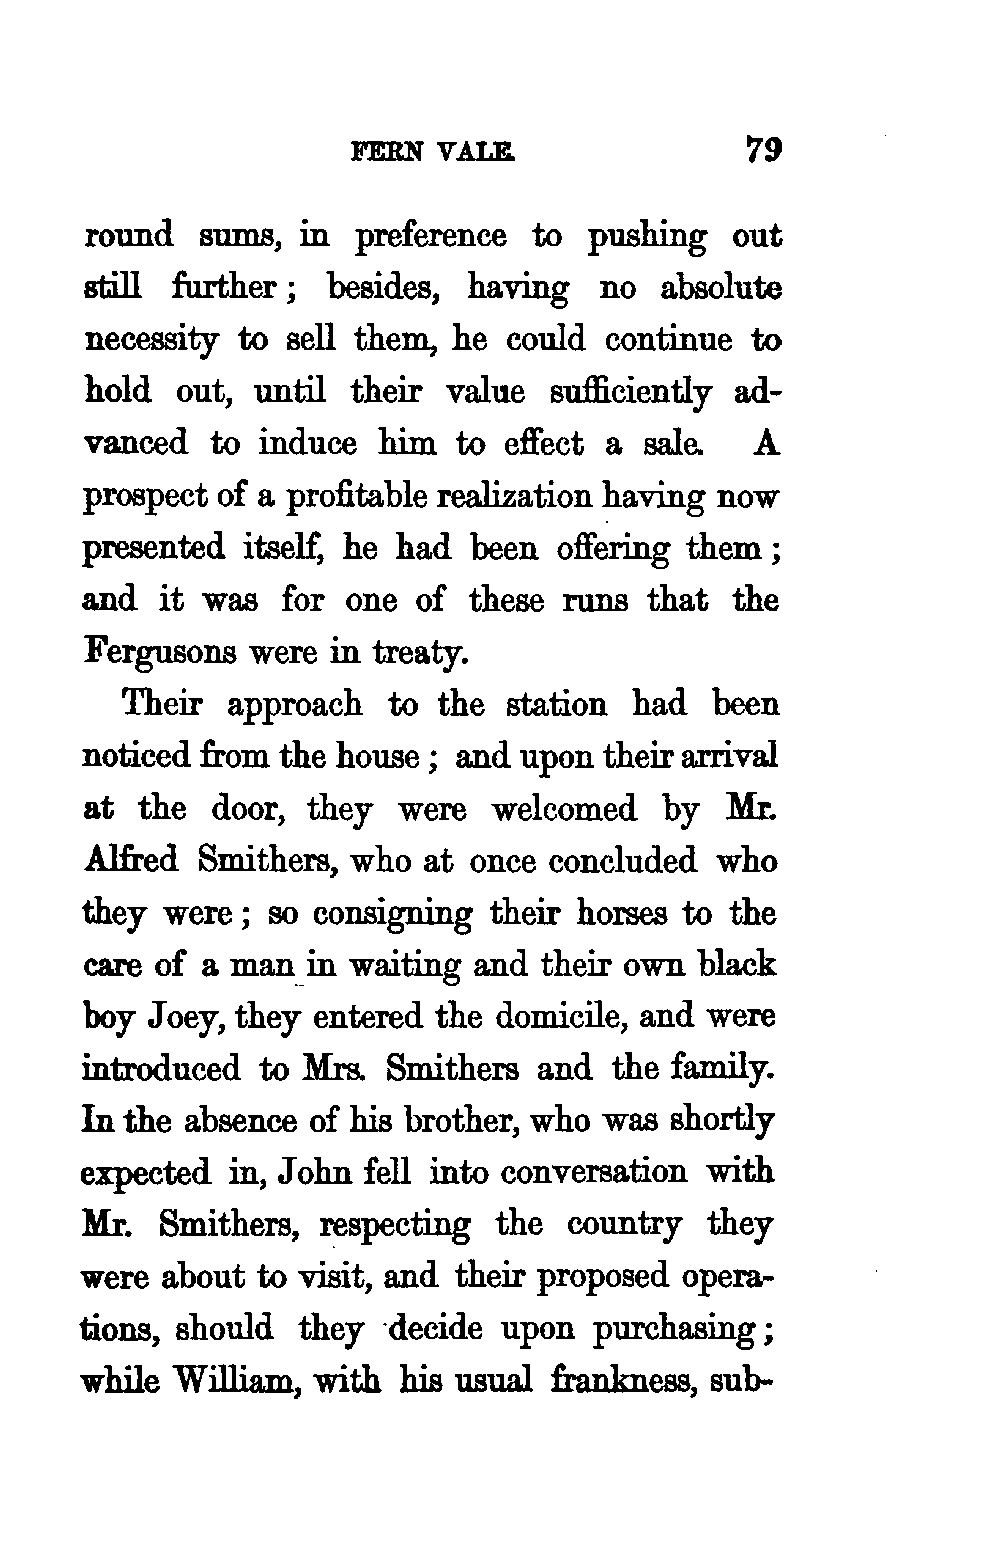 FERN VALE. 79
round sums, in preference to pushing out
still further; besides, having no absolute
necessity to sell them, he could continue to
hold out, until their value sufficiently ad-
vanced to induce him to effect a sale. A
prospect of a profitable realization having now
presented itself, he had been offering them;
and it was for one of these runs that the
Fergusons were in treaty.
Their approach to the station had been
noticed from the house; and upon their arrival
at the door, they were welcomed by Mr.
Alfred Smithers, who at once concluded who
they were; so consigning their horses to the
care of a man in waiting and their own black
boy Joey, they entered the domicile, and were
introduced to Mrs. Smithers and the family.
In the absence of his brother, who was shortly
expected in, John fell into conversation with
Mr. Smithers, respecting the country they
were about to visit, and their proposed opera-
tions, should they decide upon purchasing;
while William, with his usual frankness, sub-